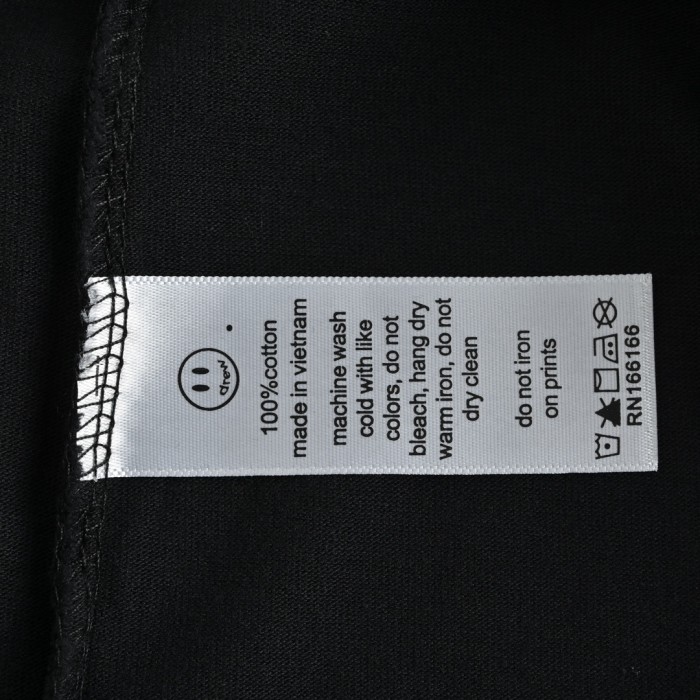 drew
100%cotton
made in vietnam
machine wash
cold with like
colors, do not
bleach, hang dry
warm iron, do not
dry clean
do not iron
on prints
RN166166